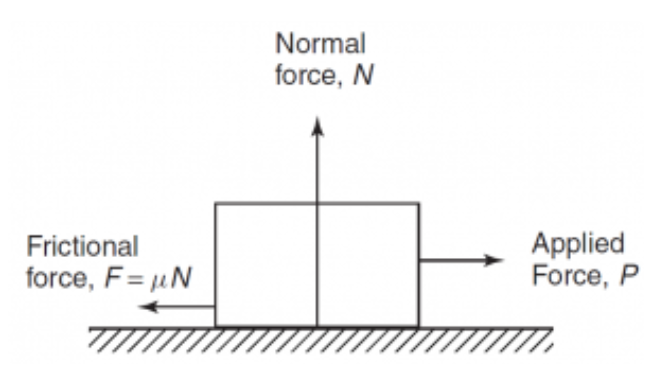 Normal
force, N
Frictional
force, F = μN
Applied
Force, P